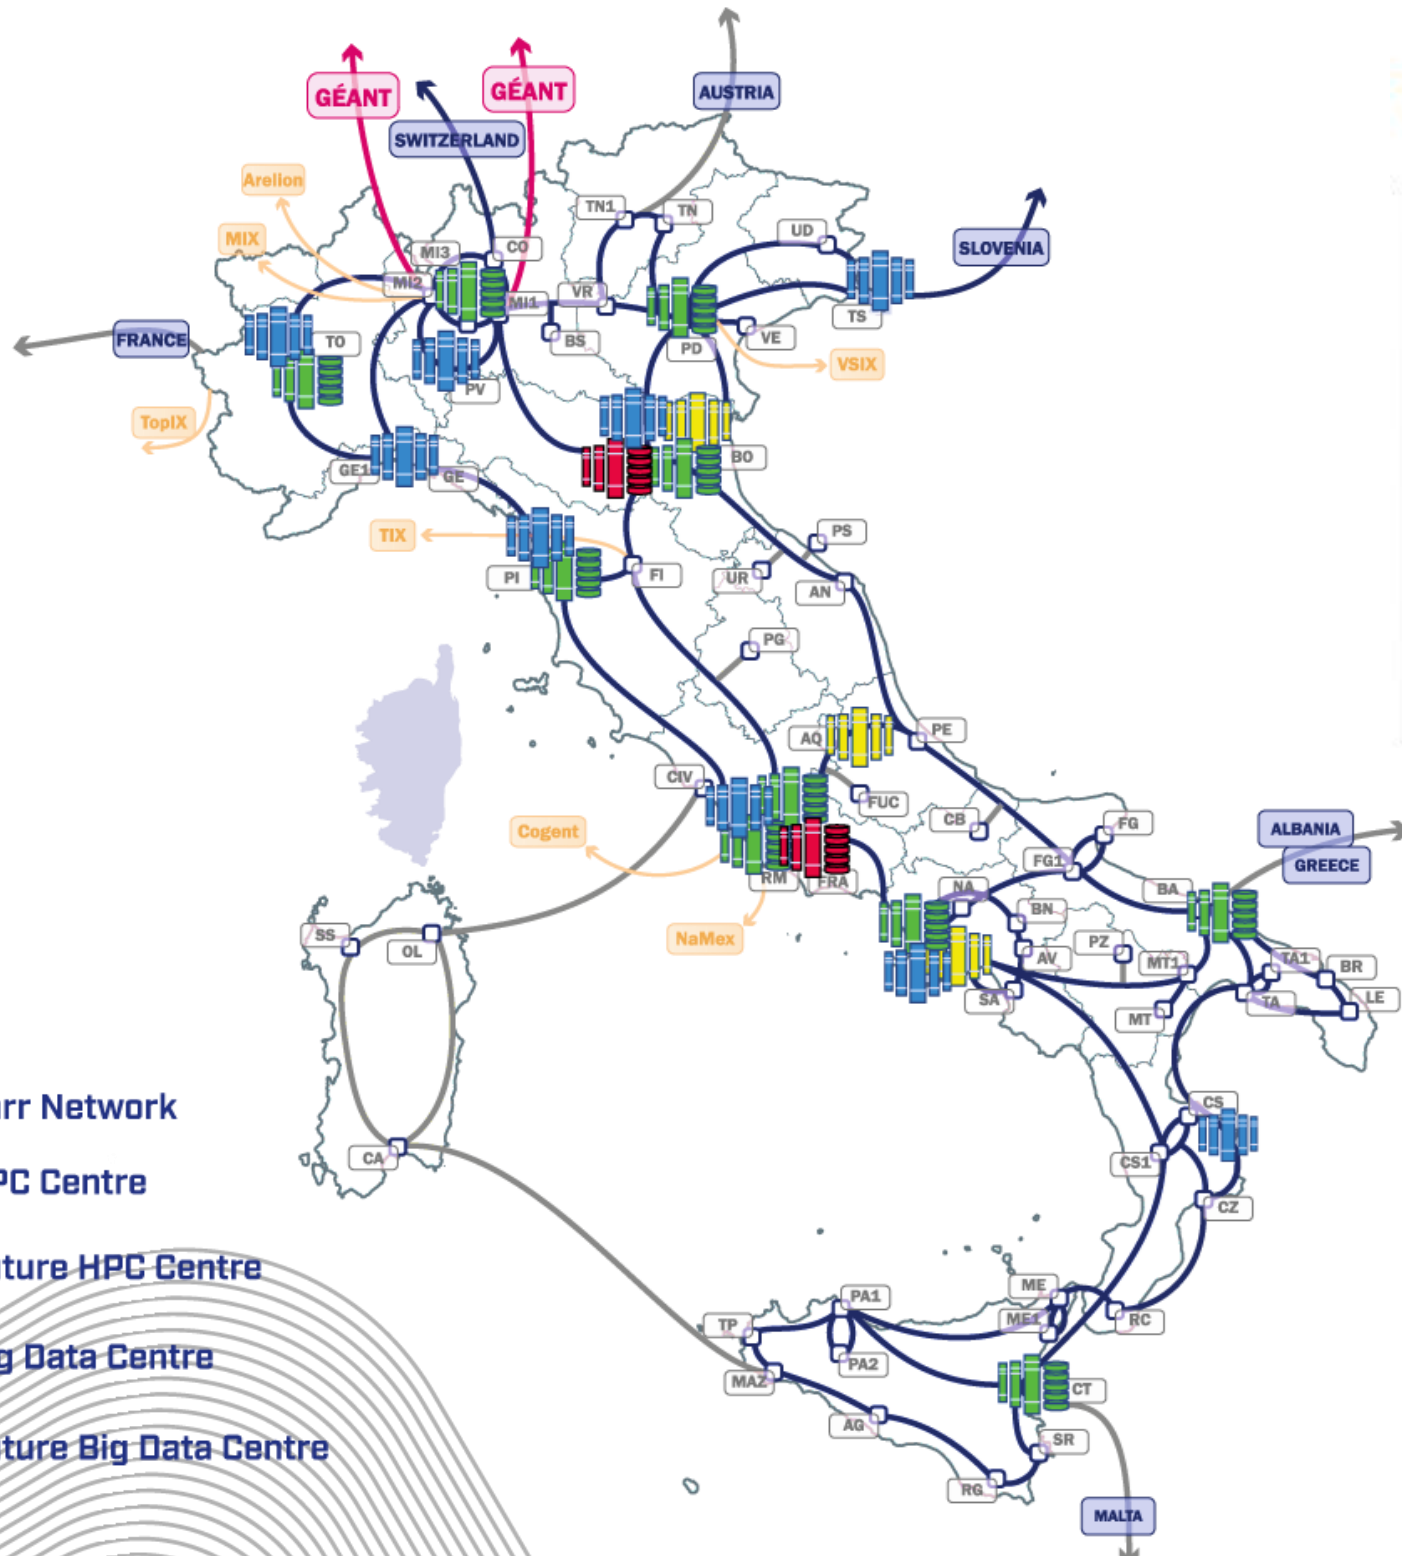 AUSTRIA
GÉANT
GÉANT
SWITZERLAND
Arelion
TN1
TN
UD
MIX
MI3
CO
SLOVENIA
MI2
VR
MI1
TS
FRANCE
TO
BS
PD
VE
VSIX
PV
TopIX
BO
GE1
GE
TIX
PS
PI
FI
UR
AN
PG
AQ
PE
CIV
FUC
CB
FG
Cogent
ALBANIA
FG1
GREECE
RM
FRA
NA
BA
BN
SS
NaMex
OL
PZ
AV
MT1
TA1
BR
SA
MT
TA
LE
rr Network
CS
CA
CS1
PC Centre
CZ
ture HPC Centre
ME
PA1
TP
ME1
RC
g Data Centre
PA2
MAZ
CT
AG
SR
ture Big Data Centre
RG
MALTA